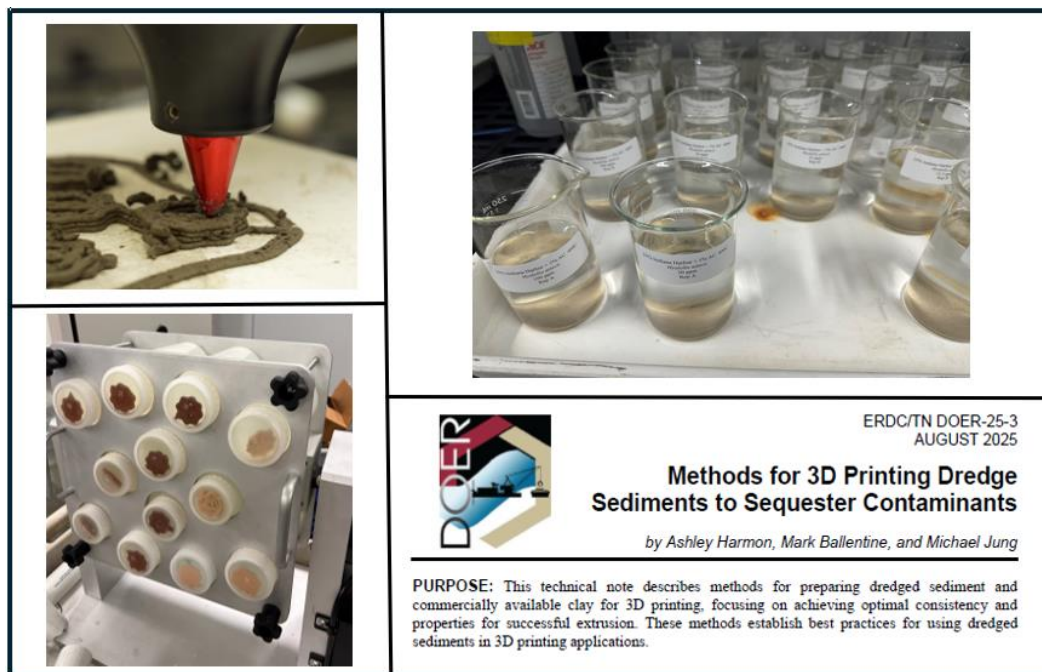 ACE
250 mL
DOER
ERDC/TN DOER-25-3
AUGUST 2025
Methods for 3D Printing Dredge
Sediments to Sequester Contaminants
by Ashley Harmon, Mark Ballentine, and Michael Jung
PURPOSE: This technical note describes methods for preparing dredged sediment and
commercially available clay for 3D printing, focusing on achieving optimal consistency and
properties for successful extrusion. These methods establish best practices for using dredged
sediments in 3D printing applications.